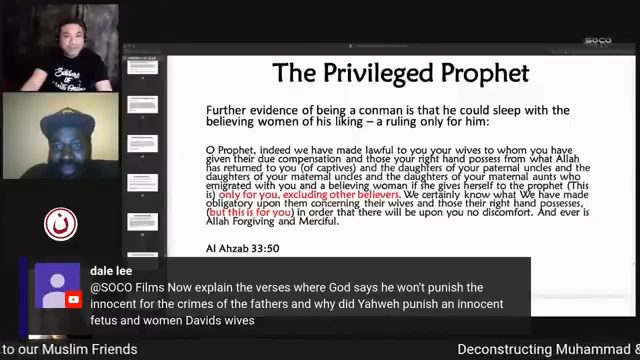 SOCO
The Privileged Prophet
Further evidence of being a conman is that he could sleep with the
believing women of his liking – a ruling only for him:
O Prophet, indeed we have made lawful to you your wives to whom you have
given their due compensation and those your right hand possess from what Allah
has returned to you (of captives) and the daughters of your paternal uncles and the
daughters of your maternal uncles and the daughters of your maternal aunts who
emigrated with you and a believing woman if she gives herself to the prophet (This
is) only for you, excluding other believers. We certainly know what We have made
obligatory upon them concerning their wives and those their right hand possesses,
(but this is for you) in order that there will be upon you no discomfort. And ever is
Allah Forgiving and Merciful.
Al Ahzab 33:50
ن
dale lee
@SOCO Films Now explain the verses where God says he won't punish the
innocent for the crimes of the fathers and why did Yahweh punish an innocent
fetus and women Davids wives
to our Muslim Friends
Deconstructing Muhammad &